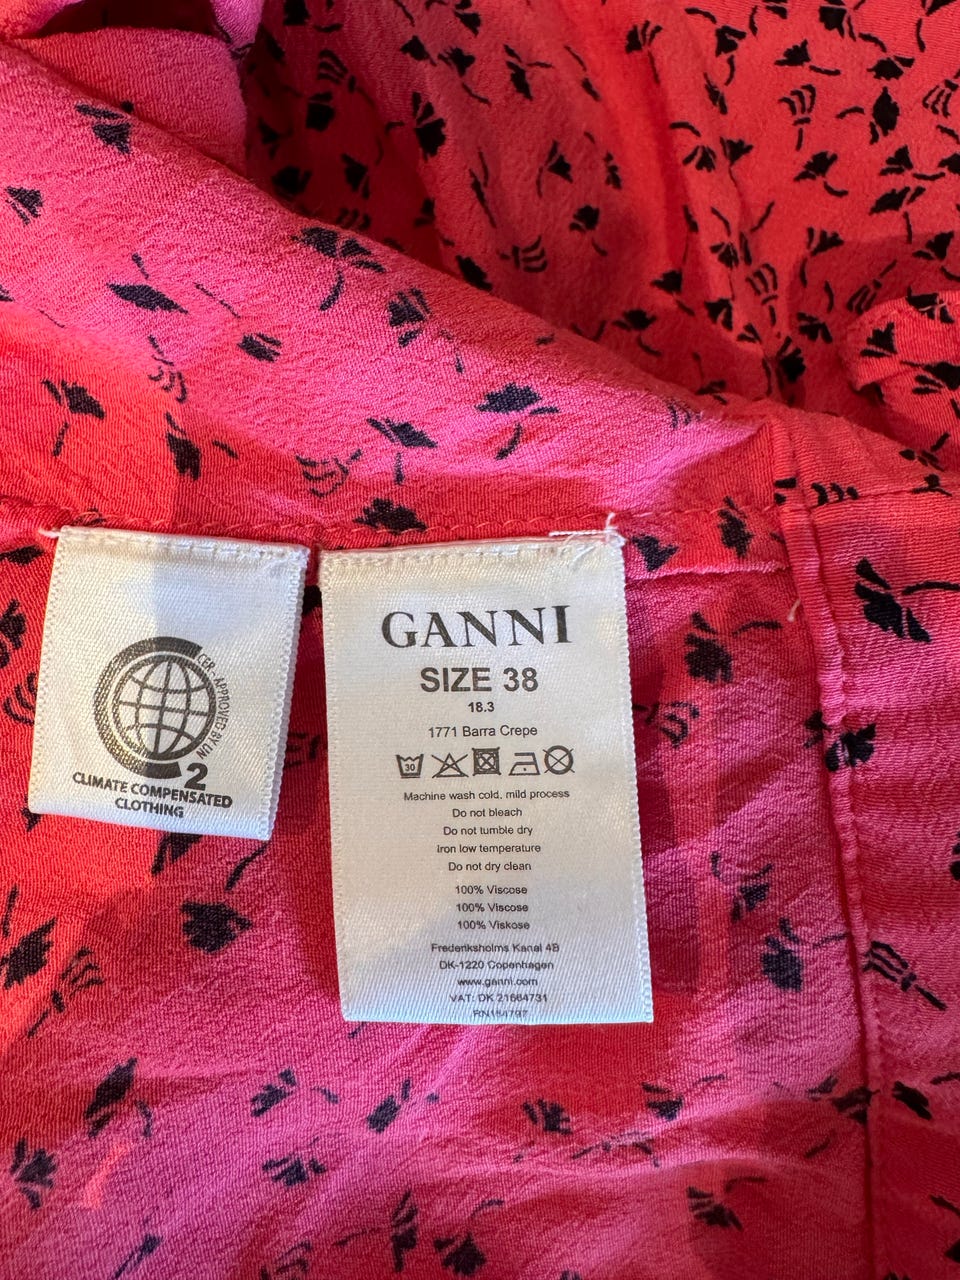 CER-APPROVED BY UN
2
CLIMATE COMPENSATED
CLOTHING
GANNI
SIZE 38
18.3
1771 Barra Crepe
30
Machine wash cold, mild process
Do not bleach
Do not tumble dry
Iron low temperature
Do not dry clean
100% Viscose
100% Viscose
100% Viskose
Frederiksholms Kanal 4B
DK-1220 Copenhagen
www.ganni.com
VAT: DK 21664731
RN154797